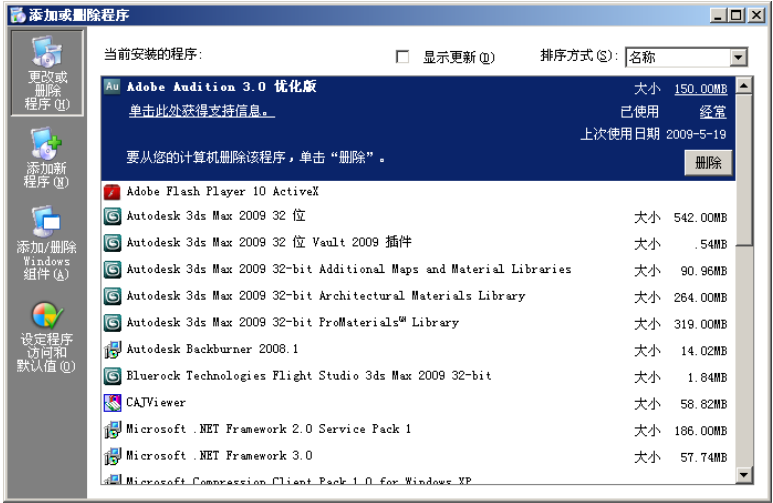 添加或删除程序
更改或
删除
程序(H)
添加新
程序(N)
添加/删除
Windows
组件(A)
设定程序
访问和
默认值(O)
当前安装的程序:
显示更新(D)
排序方式(S): 名称
Au Adobe Audition 3.0 优化版 大小 150.00MB
单击此处获得支持信息。 已使用 经常
上次使用日期 2009-5-19
要从您的计算机删除该程序，单击“删除”。 删除
Adobe Flash Player 10 ActiveX
Autodesk 3ds Max 2009 32 位 大小 542.00MB
Autodesk 3ds Max 2009 32 位 Vault 2009 插件 大小 .54MB
Autodesk 3ds Max 2009 32-bit Additional Maps and Material Libraries 大小 90.96MB
Autodesk 3ds Max 2009 32-bit Architectural Materials Library 大小 264.00MB
Autodesk 3ds Max 2009 32-bit ProMaterials™ Library 大小 319.00MB
Autodesk Backburner 2008.1 大小 14.02MB
Bluerock Technologies Flight Studio 3ds Max 2009 32-bit 大小 1.84MB
CAJViewer 大小 58.82MB
Microsoft .NET Framework 2.0 Service Pack 1 大小 186.00MB
Microsoft .NET Framework 3.0 大小 57.74MB
Microsoft Compression Client Pack 1.0 for Windows XP